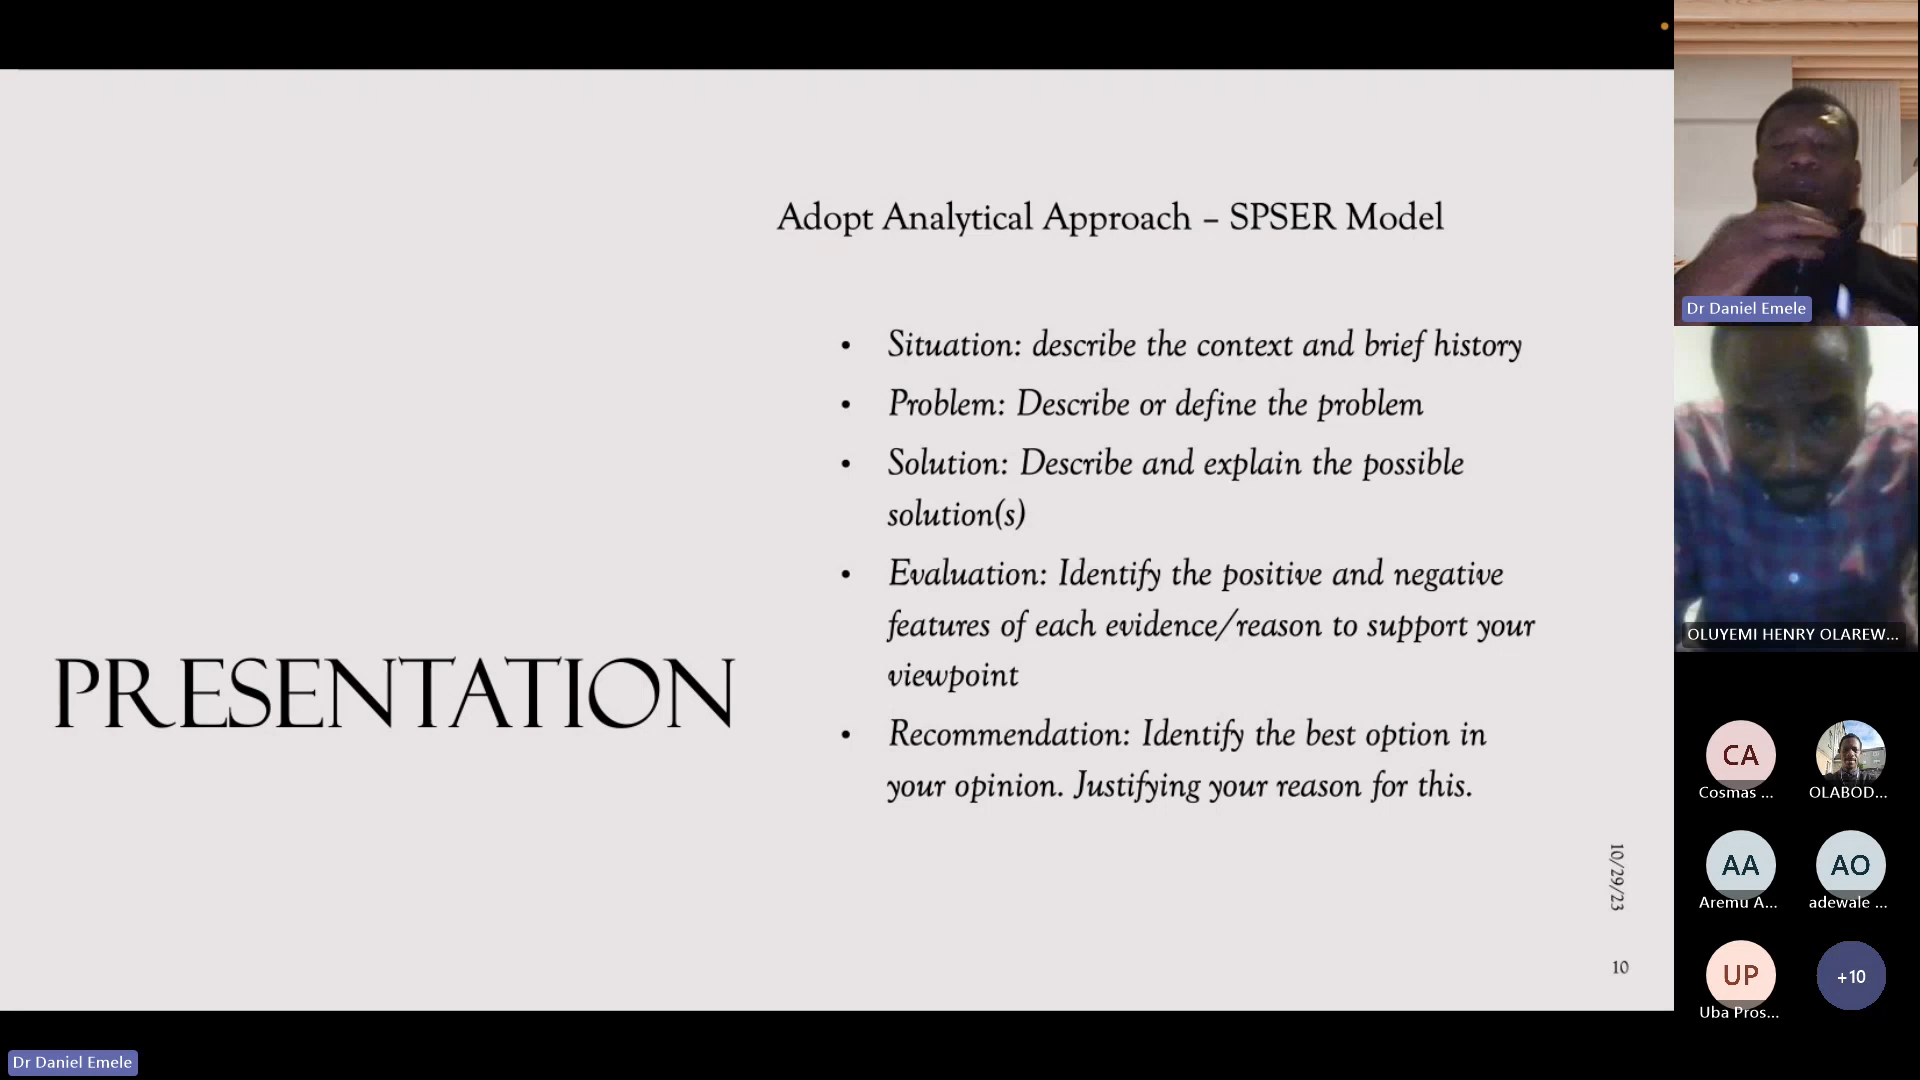 Adopt Analytical Approach – SPSER Model
• Situation: describe the context and brief history
• Problem: Describe or define the problem
• Solution: Describe and explain the possible
solution(s)
• Evaluation: Identify the positive and negative
features of each evidence/reason to support your
viewpoint
• Recommendation: Identify the best option in
your opinion. Justifying your reason for this.
PRESENTATION
10/29/23
10
Dr Daniel Emele
Dr Daniel Emele
OLUYEMI HENRY OLAREW...
CA
Cosmas ...
OLABOD...
AA
Aremu A...
AO
adewale ...
UP
Uba Pros...
+10